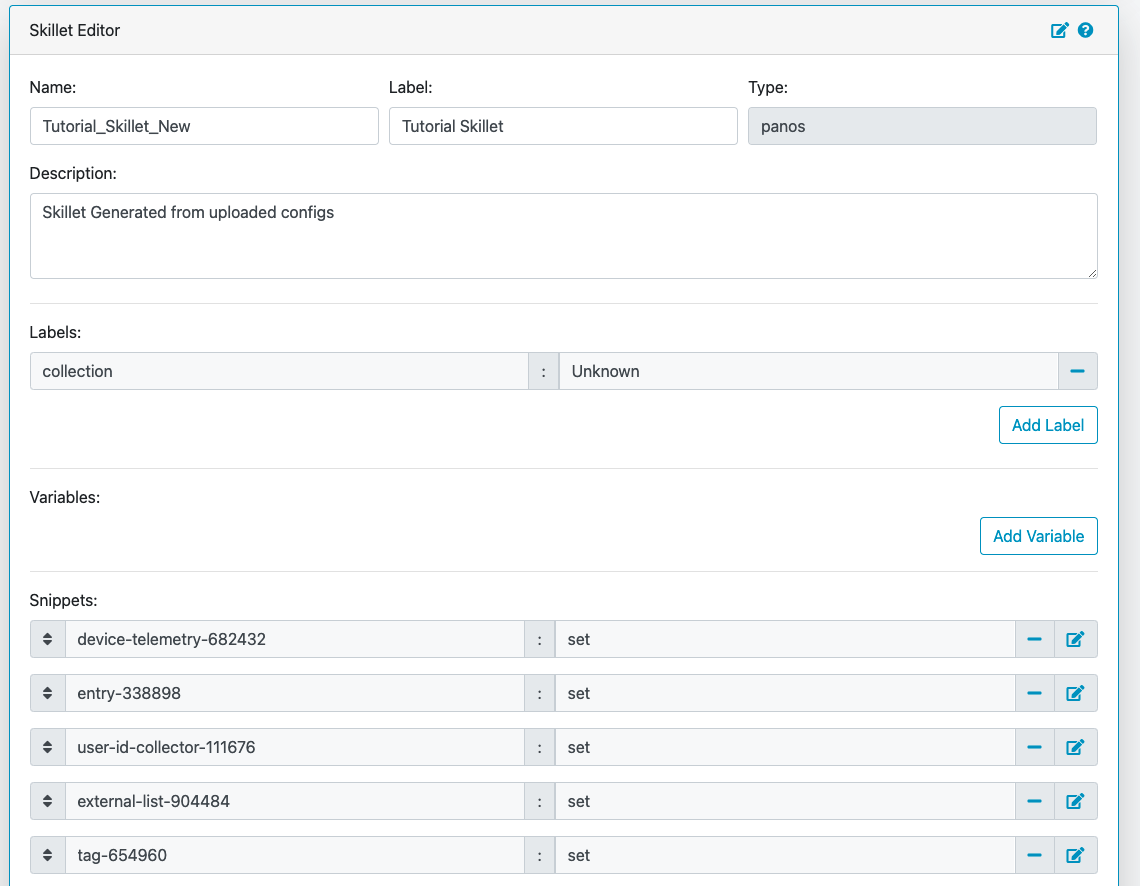 Skillet Editor
Name: Label: Type:
Tutorial_Skillet_New Tutorial Skillet panos
Description:
Skillet Generated from uploaded configs
Labels:
collection : Unknown
Add Label
Variables:
Add Variable
Snippets:
device-telemetry-682432 : set
entry-338898 : set
user-id-collector-111676 : set
external-list-904484 : set
tag-654960 : set